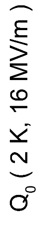 Q0 ( 2 K, 16 MV/m )